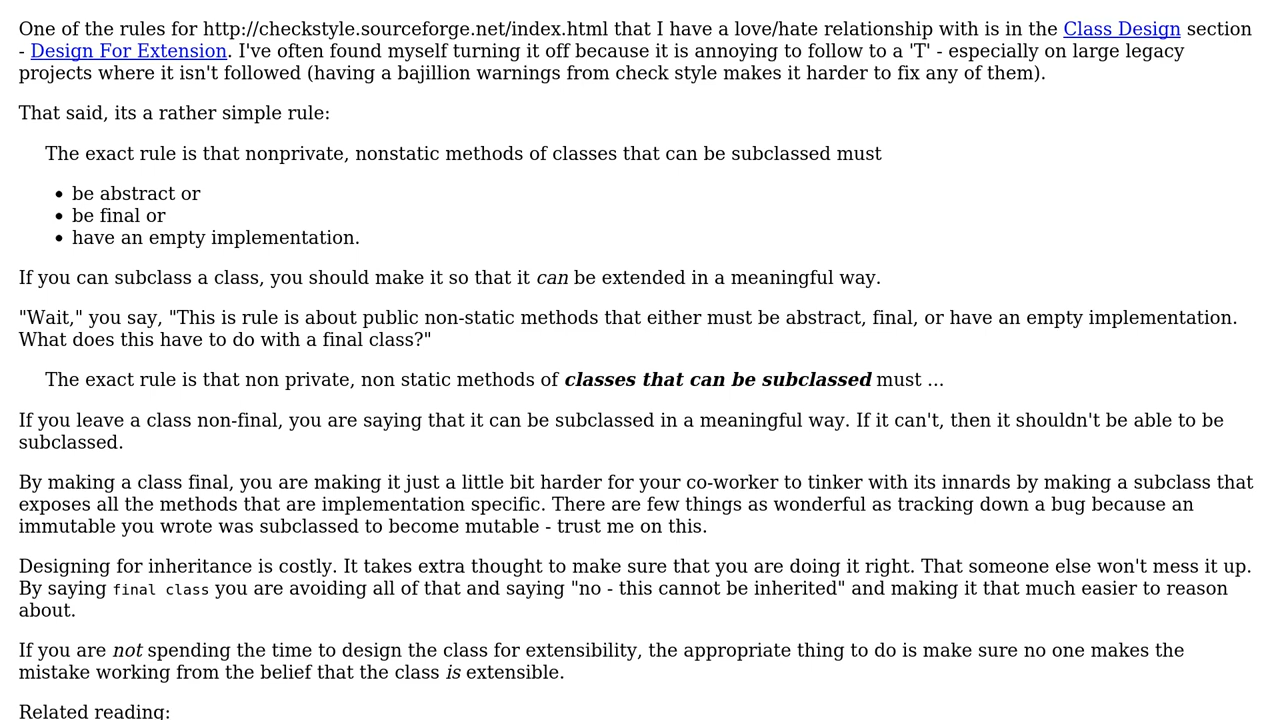 One of the rules for http://checkstyle.sourceforge.net/index.html that I have a love/hate relationship with is in the Class Design section
- Design For Extension. I've often found myself turning it off because it is annoying to follow to a 'T' - especially on large legacy
projects where it isn't followed (having a bajillion warnings from check style makes it harder to fix any of them).
That said, its a rather simple rule:
The exact rule is that nonprivate, nonstatic methods of classes that can be subclassed must
• be abstract or
• be final or
• have an empty implementation.
If you can subclass a class, you should make it so that it can be extended in a meaningful way.
"Wait," you say, "This is rule is about public non-static methods that either must be abstract, final, or have an empty implementation.
What does this have to do with a final class?"
The exact rule is that non private, non static methods of classes that can be subclassed must ...
If you leave a class non-final, you are saying that it can be subclassed in a meaningful way. If it can't, then it shouldn't be able to be
subclassed.
By making a class final, you are making it just a little bit harder for your co-worker to tinker with its innards by making a subclass that
exposes all the methods that are implementation specific. There are few things as wonderful as tracking down a bug because an
immutable you wrote was subclassed to become mutable - trust me on this.
Designing for inheritance is costly. It takes extra thought to make sure that you are doing it right. That someone else won't mess it up.
By saying final class you are avoiding all of that and saying "no - this cannot be inherited" and making it that much easier to reason
about.
If you are not spending the time to design the class for extensibility, the appropriate thing to do is make sure no one makes the
mistake working from the belief that the class is extensible.
Related reading: